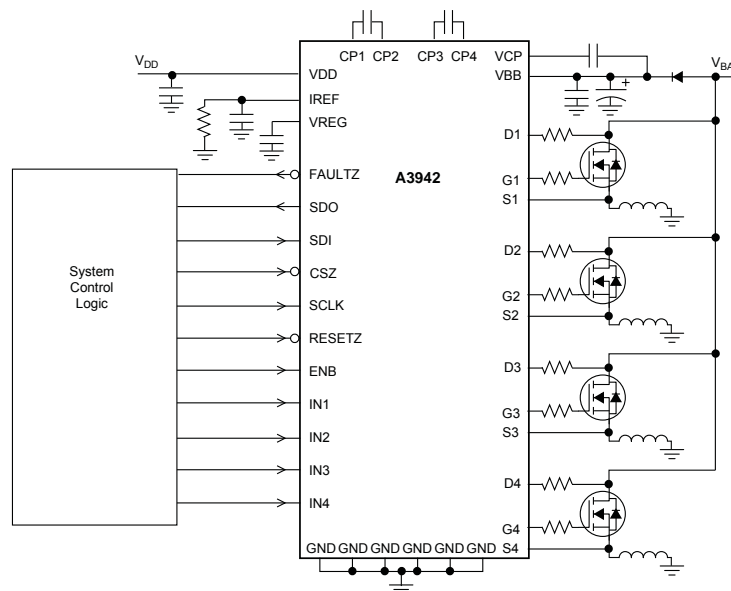 CP1 CP2 CP3 CP4
VDD
VDD
IREF
VREG
FAULTZ
SDO
SDI
CSZ
SCLK
RESETZ
ENB
IN1
IN2
IN3
IN4
System
Control
Logic
A3942
VCP
VBB
VBA
D1
G1
S1
D2
G2
S2
D3
G3
S3
D4
G4
S4
GND GND GND GND GND GND
+